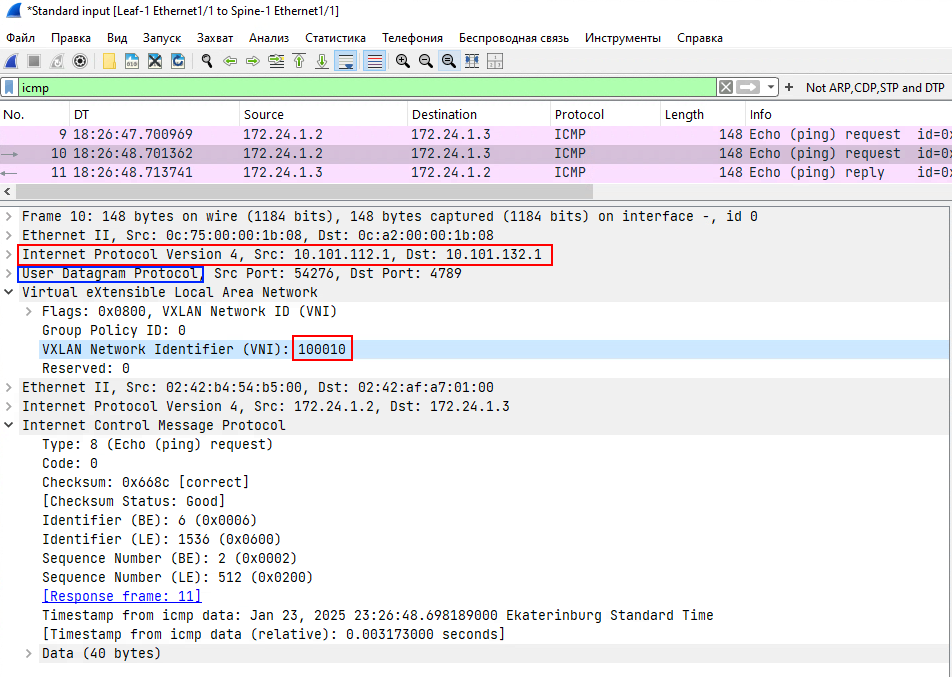 *Standard input [Leaf-1 Ethernet1/1 to Spine-1 Ethernet1/1]
Файл Правка Вид Запуск Захват Анализ Статистика Телефония Беспроводная связь Инструменты Справка
icmp + Not ARP,CDP,STP and DTP
No. DT Source Destination Protocol Length Info
9 18:26:47.700969 172.24.1.2 172.24.1.3 ICMP 148 Echo (ping) request id=0x
10 18:26:48.701362 172.24.1.2 172.24.1.3 ICMP 148 Echo (ping) request id=0x
11 18:26:48.713741 172.24.1.3 172.24.1.2 ICMP 148 Echo (ping) reply id=0x
Frame 10: 148 bytes on wire (1184 bits), 148 bytes captured (1184 bits) on interface -, id 0
Ethernet II, Src: 0c:75:00:00:1b:08, Dst: 0c:a2:00:00:1b:08
Internet Protocol Version 4, Src: 10.101.112.1, Dst: 10.101.132.1
User Datagram Protocol, Src Port: 54276, Dst Port: 4789
Virtual eXtensible Local Area Network
Flags: 0x0800, VXLAN Network ID (VNI)
Group Policy ID: 0
VXLAN Network Identifier (VNI): 100010
Reserved: 0
Ethernet II, Src: 02:42:b4:54:b5:00, Dst: 02:42:af:a7:01:00
Internet Protocol Version 4, Src: 172.24.1.2, Dst: 172.24.1.3
Internet Control Message Protocol
Type: 8 (Echo (ping) request)
Code: 0
Checksum: 0x668c [correct]
[Checksum Status: Good]
Identifier (BE): 6 (0x0006)
Identifier (LE): 1536 (0x0600)
Sequence Number (BE): 2 (0x0002)
Sequence Number (LE): 512 (0x0200)
[Response frame: 11]
Timestamp from icmp data: Jan 23, 2025 23:26:48.698189000 Ekaterinburg Standard Time
[Timestamp from icmp data (relative): 0.003173000 seconds]
Data (40 bytes)